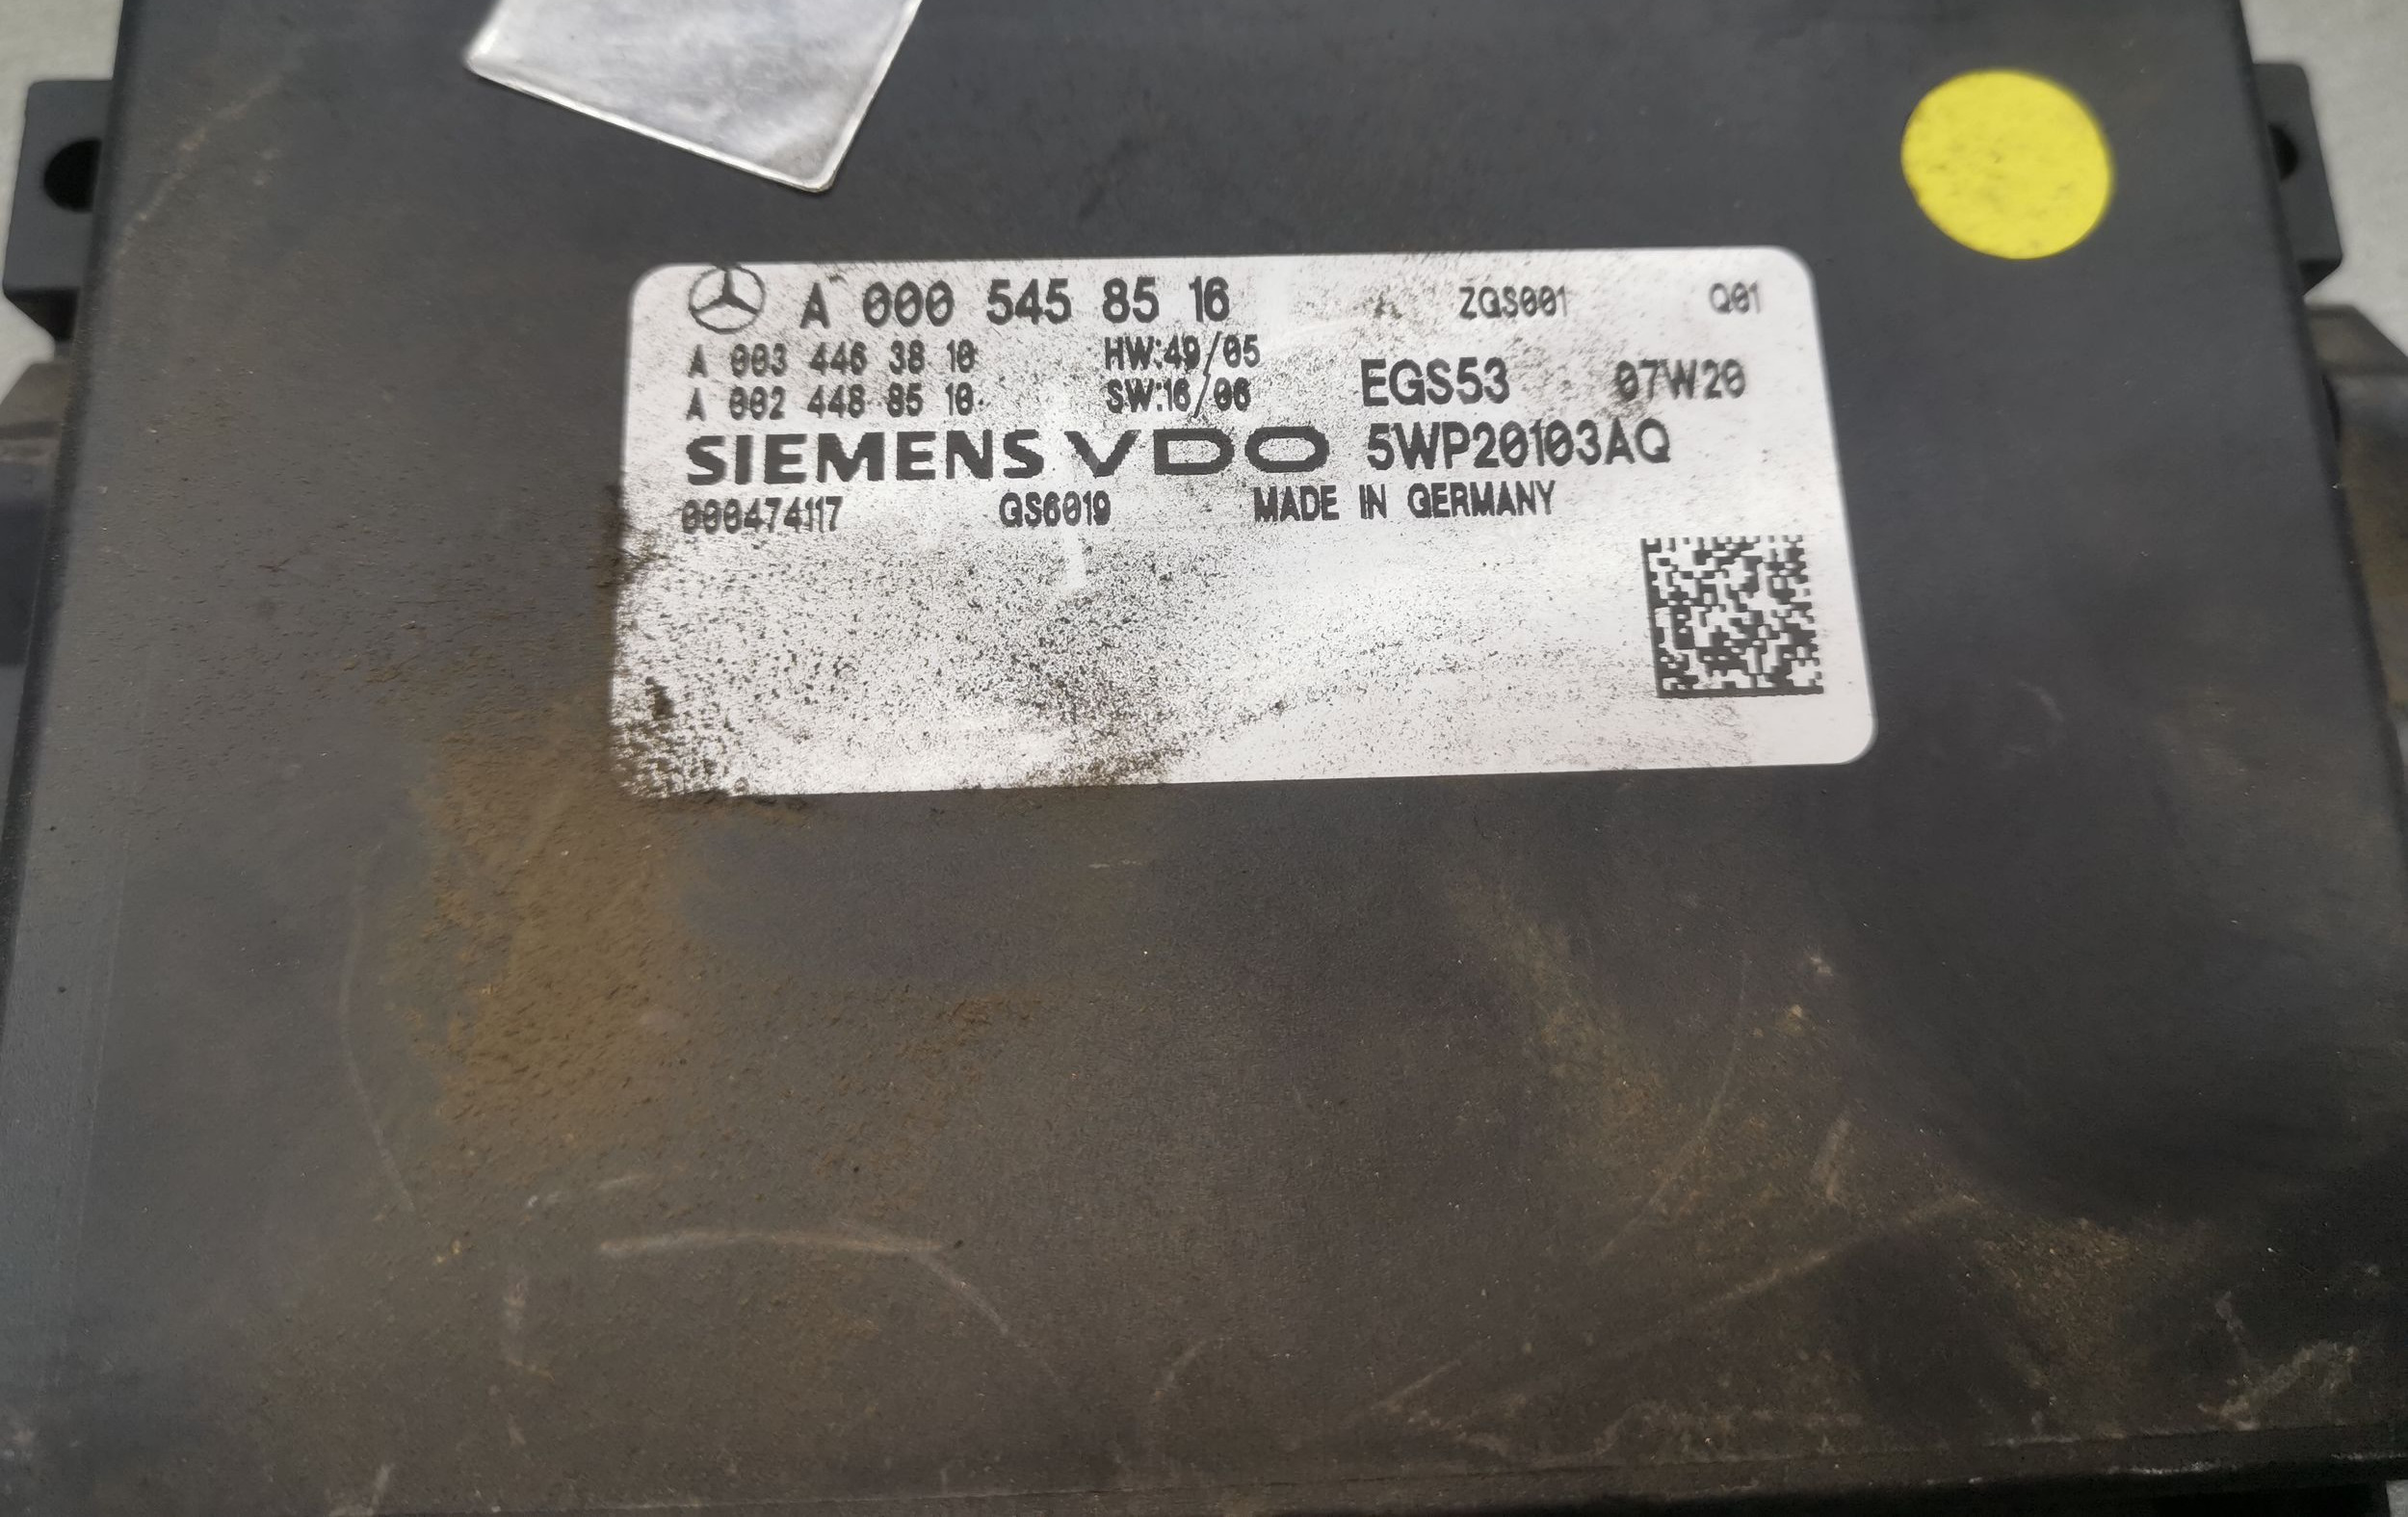 A 000 545 85 16 ZGS001 Q01
A 003 446 38 10 HW:49/05
A 002 448 85 10 SW:16/06 EGS53 07W20
SIEMENS VDO 5WP20103AQ
000474117 GS6019 MADE IN GERMANY